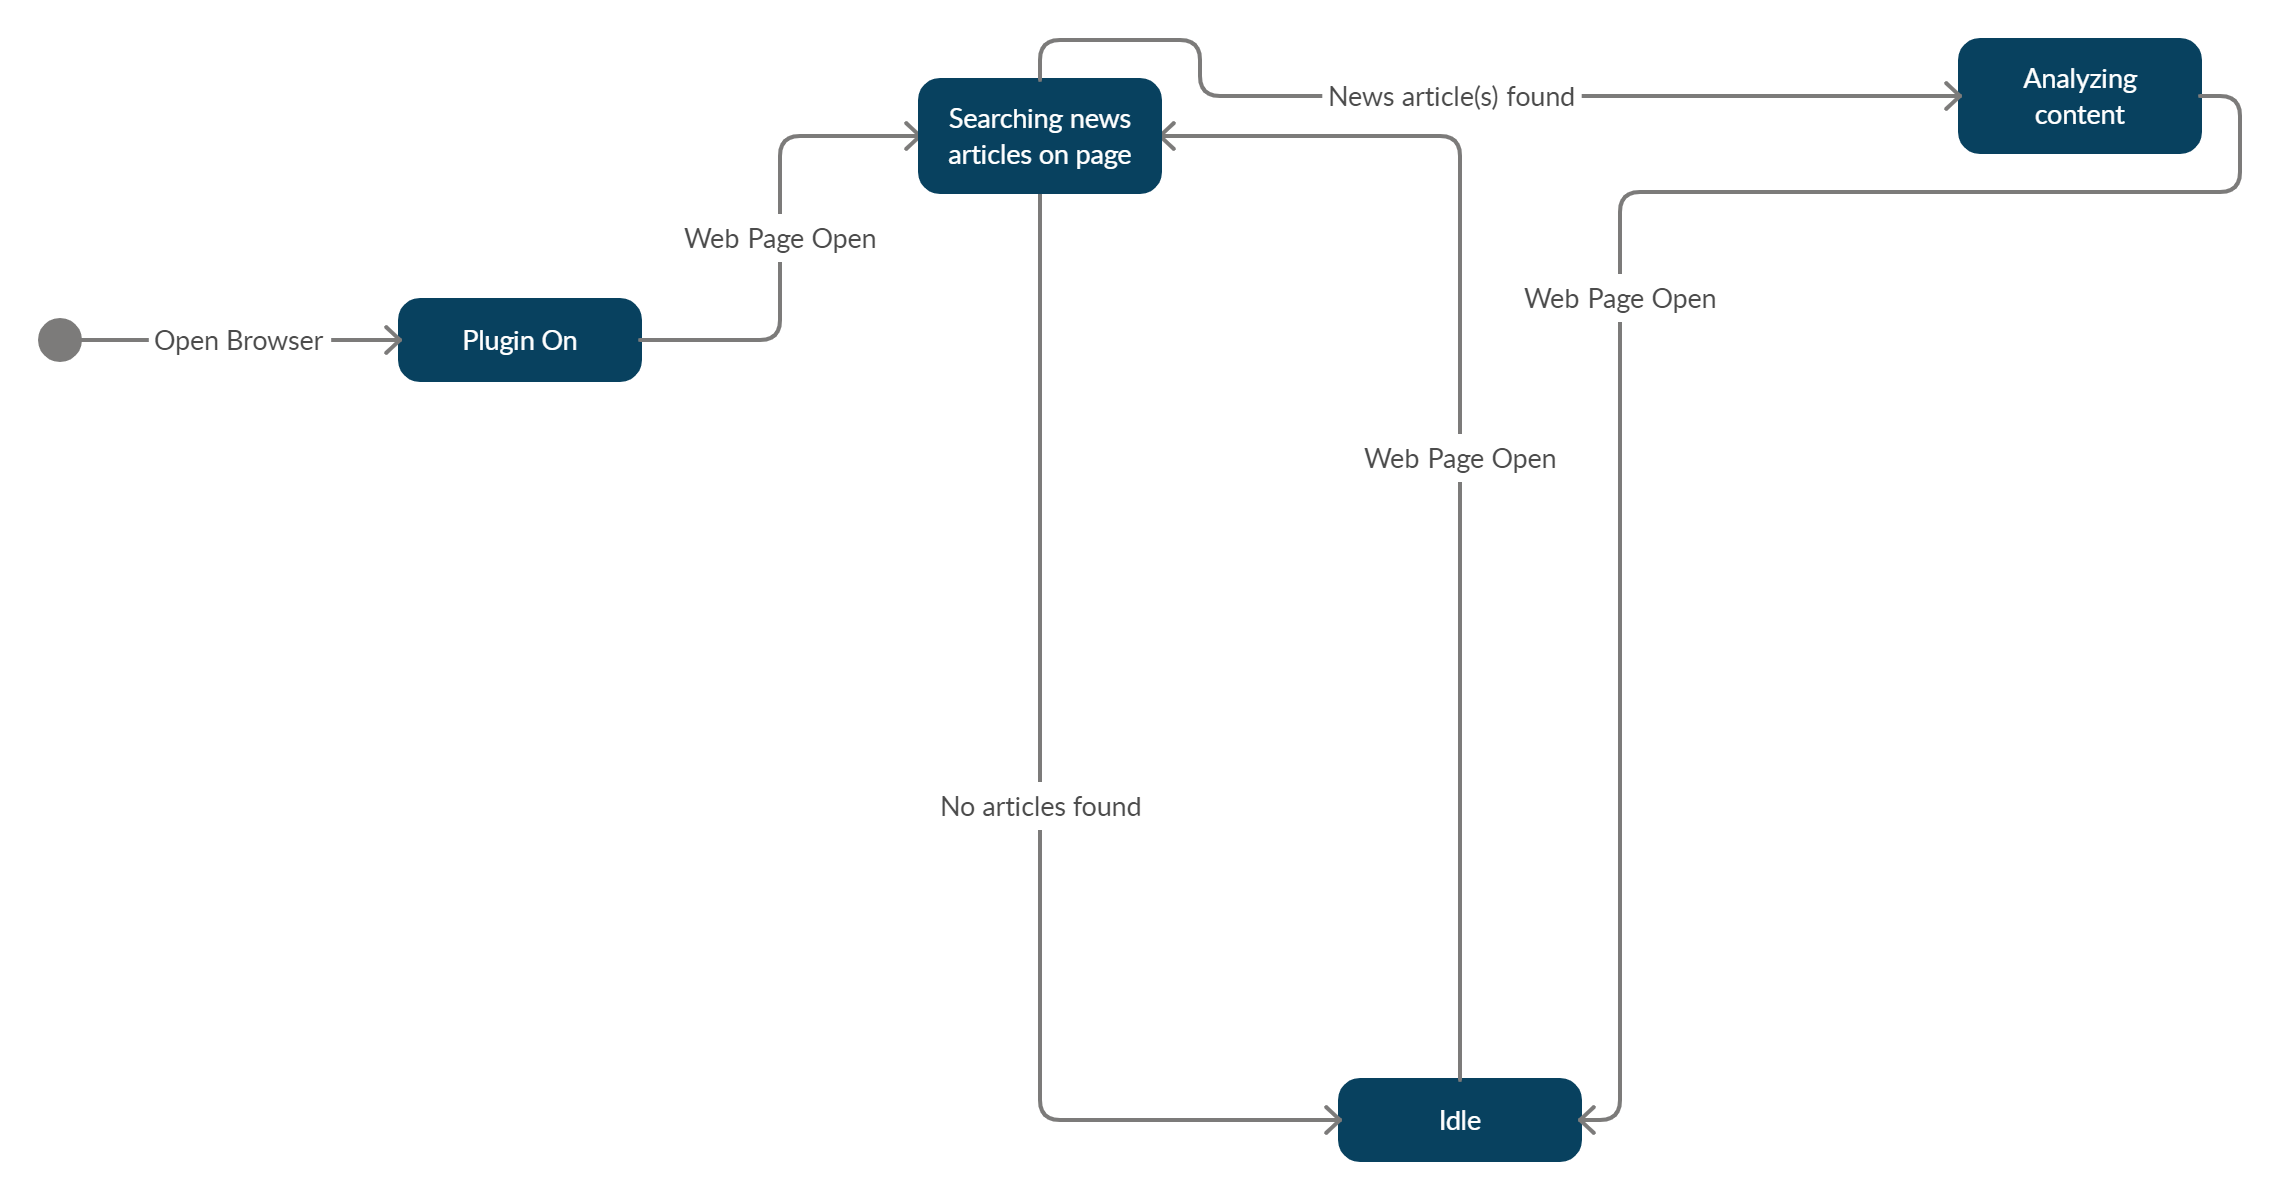 Searching news
articles on page
News article(s) found
Analyzing
content
Web Page Open
Open Browser
Plugin On
Web Page Open
Web Page Open
No articles found
Idle